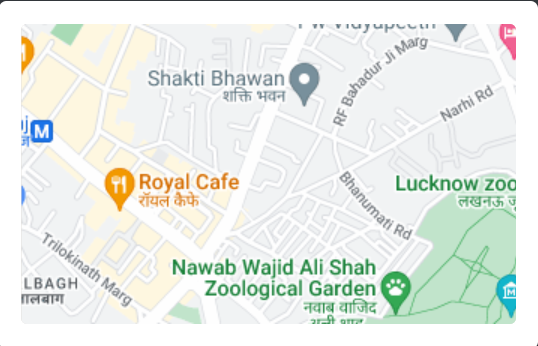 Vidyapeeth
RF Bahadur Ji Marg
Shakti Bhawan
शक्ति भवन
Narhi Rd
M
Royal Cafe
रॉयल कैफे
Bhanumati Rd
Lucknow zoo
लखनऊ जू
Trilokinath Marg
Nawab Wajid Ali Shah
Zoological Garden
नवाब वाजिद
LBAGH
लालबाग